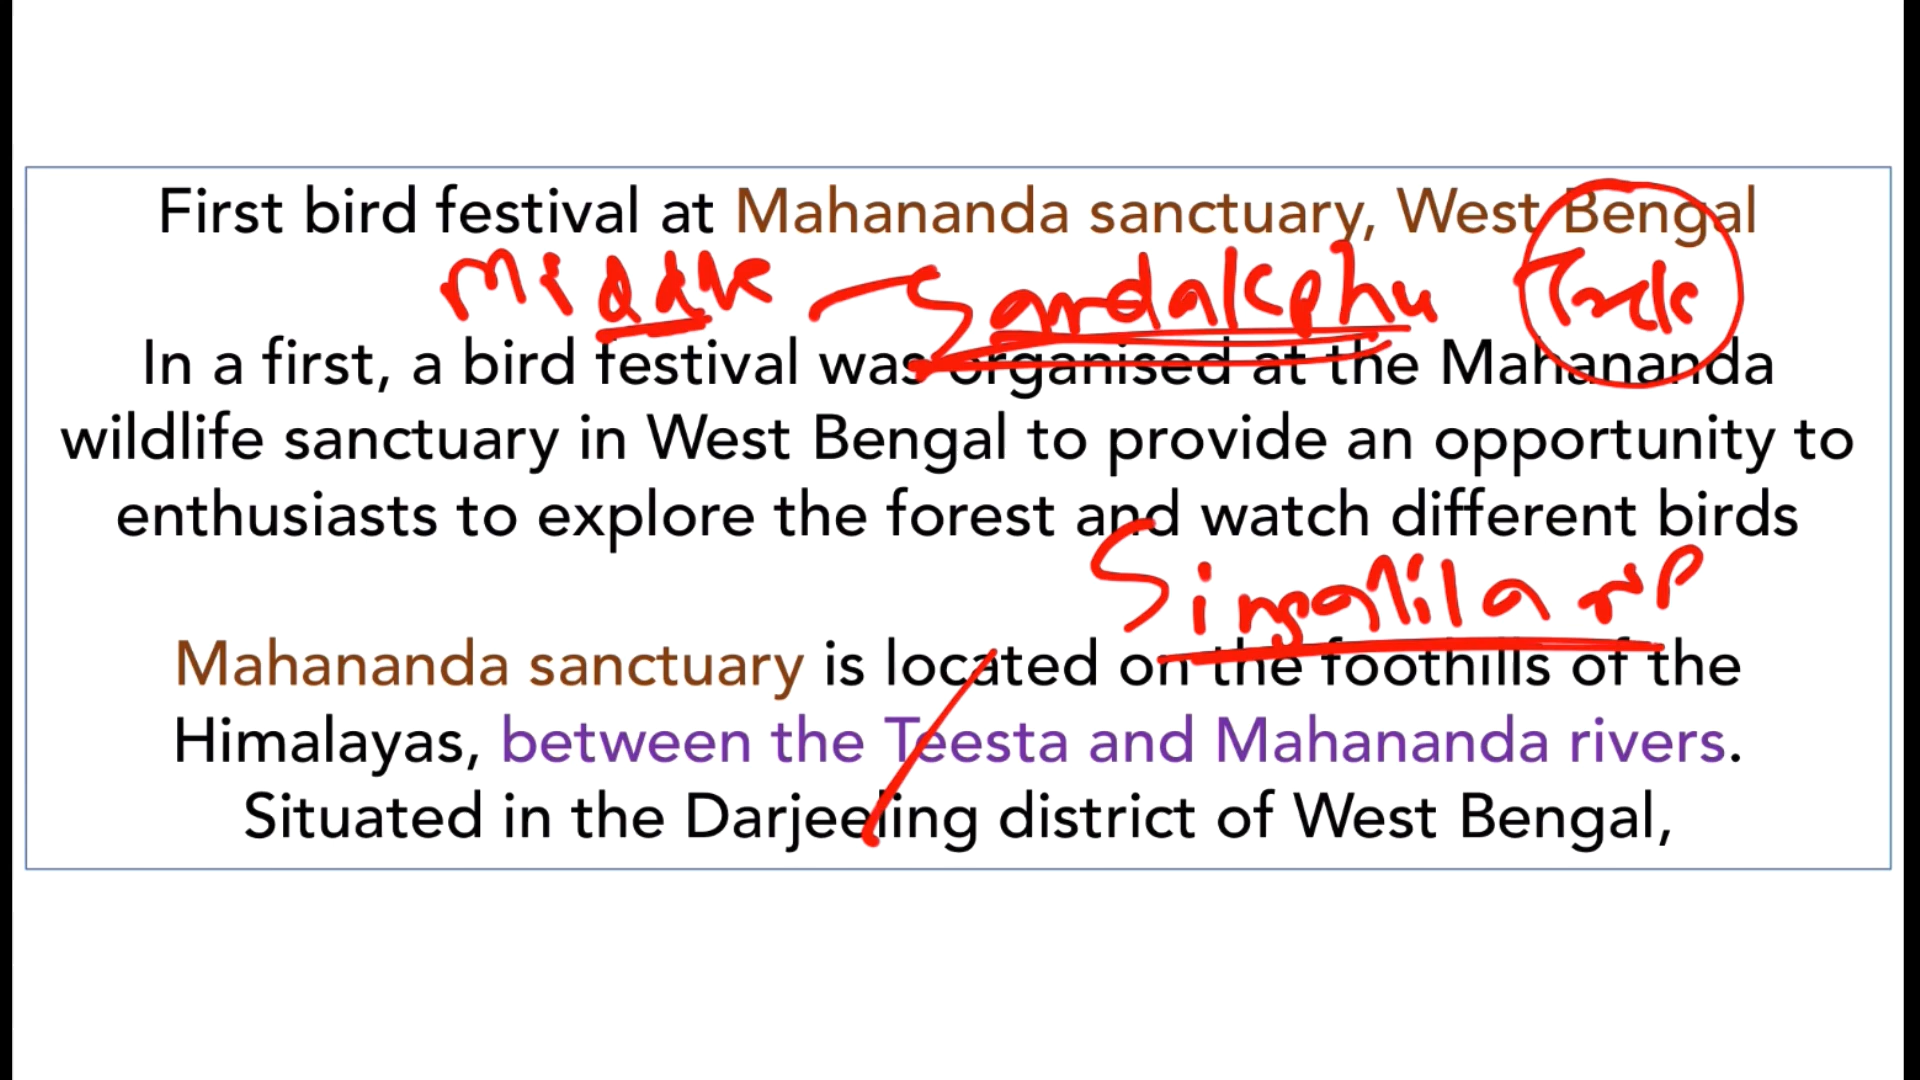 First bird festival at Mahananda sanctuary, West Bengal
Middle Sandakphu Trek
In a first, a bird festival was organised at the Mahananda
wildlife sanctuary in West Bengal to provide an opportunity to
enthusiasts to explore the forest and watch different birds
Singalila NP
Mahananda sanctuary is located on the foothills of the
Himalayas, between the Teesta and Mahananda rivers.
Situated in the Darjeeling district of West Bengal,